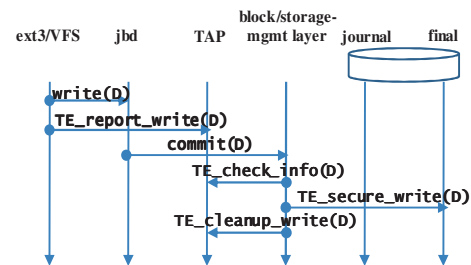 block/storage-
ext3/VFS jbd TAP mgmt layer journal final
write(D)
TE_report_write(D)
commit(D)
TE_check_info(D)
TE_secure_write(D)
TE_cleanup_write(D)